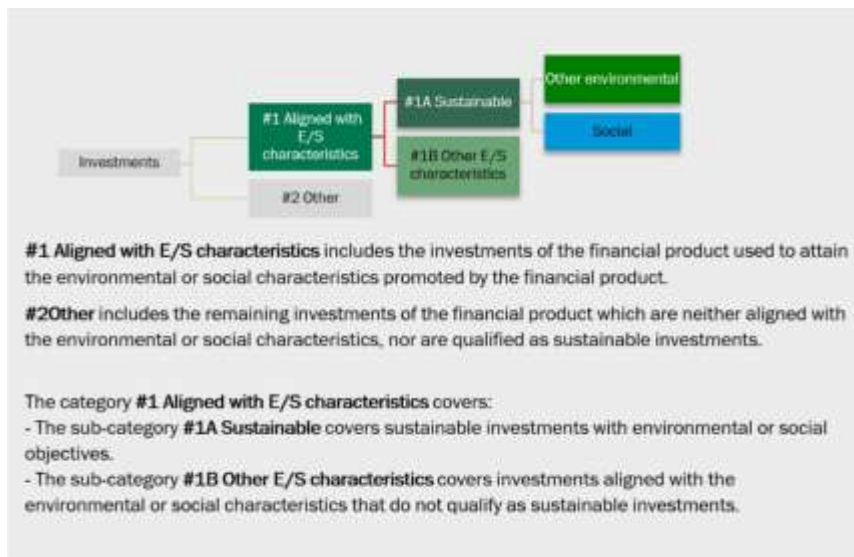 Other environmental
#1A Sustainable
#1 Aligned with
E/S
characteristics
Social
#1B Other E/S
characteristics
Investments
#2 Other
#1 Aligned with E/S characteristics includes the investments of the financial product used to attain
the environmental or social characteristics promoted by the financial product.
#2Other includes the remaining investments of the financial product which are neither aligned with
the environmental or social characteristics, nor are qualified as sustainable investments.
The category #1 Aligned with E/S characteristics covers:
- The sub-category #1A Sustainable covers sustainable investments with environmental or social
objectives.
- The sub-category #1B Other E/S characteristics covers investments aligned with the
environmental or social characteristics that do not qualify as sustainable investments.